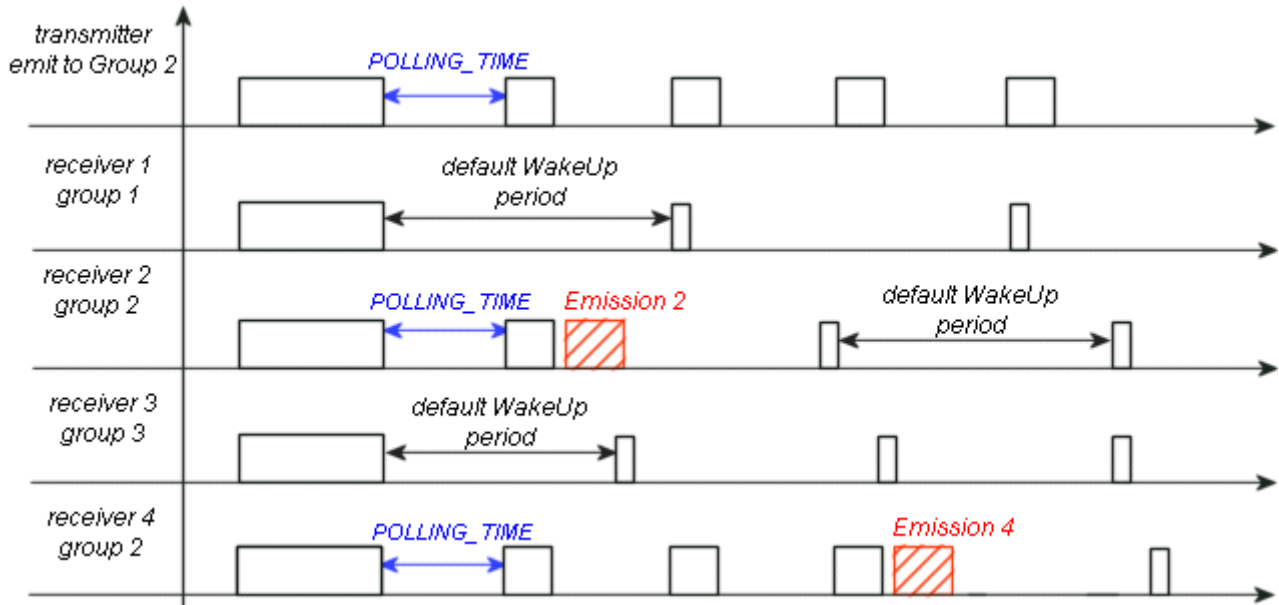 transmitter
emit to Group 2
POLLING_TIME
receiver 1
group 1
default WakeUp
period
receiver 2
group 2
POLLING_TIME
Emission 2
default WakeUp
period
receiver 3
group 3
default WakeUp
period
receiver 4
group 2
POLLING_TIME
Emission 4